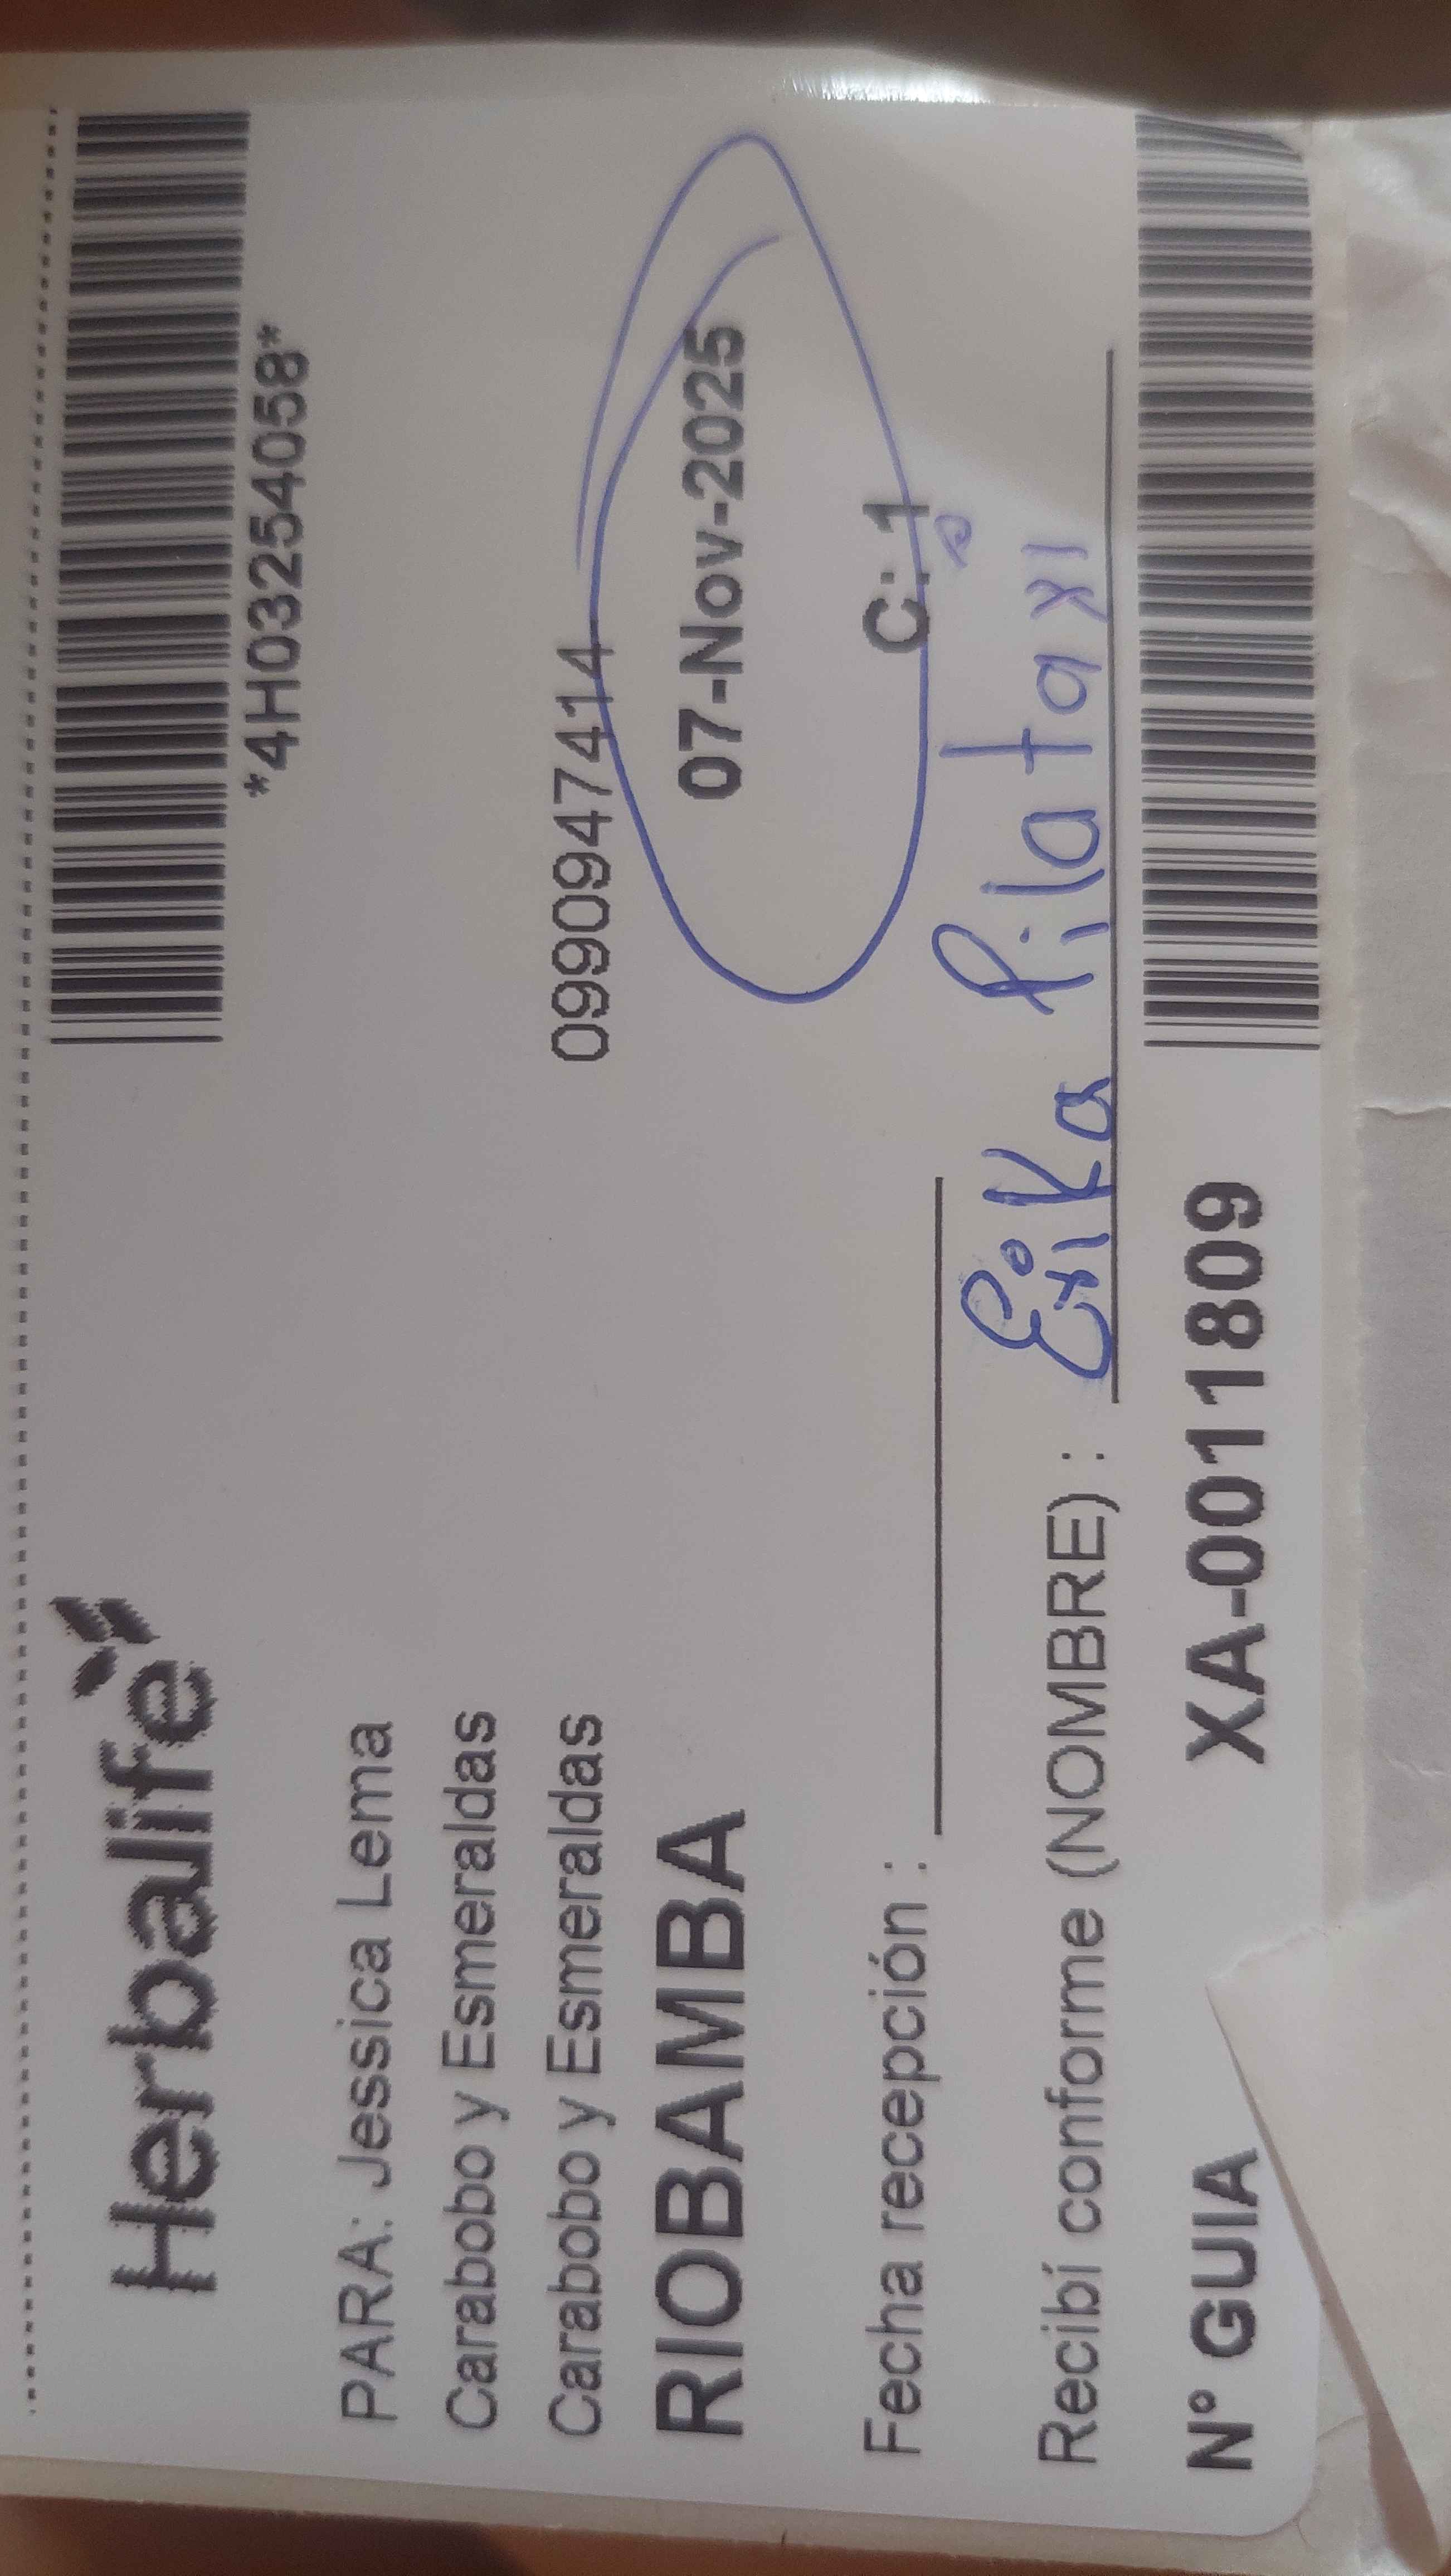 Herbalife
*4H03254058*
PARA: Jessica Lema
Carabobo y Esmeraldas
Carabobo y Esmeraldas 0990947414
RIOBAMBA 07-Nov-2025
Fecha recepción : C: 1
Recibí conforme (NOMBRE) : Erika Pilataxi
N° GUIA XA-0011809